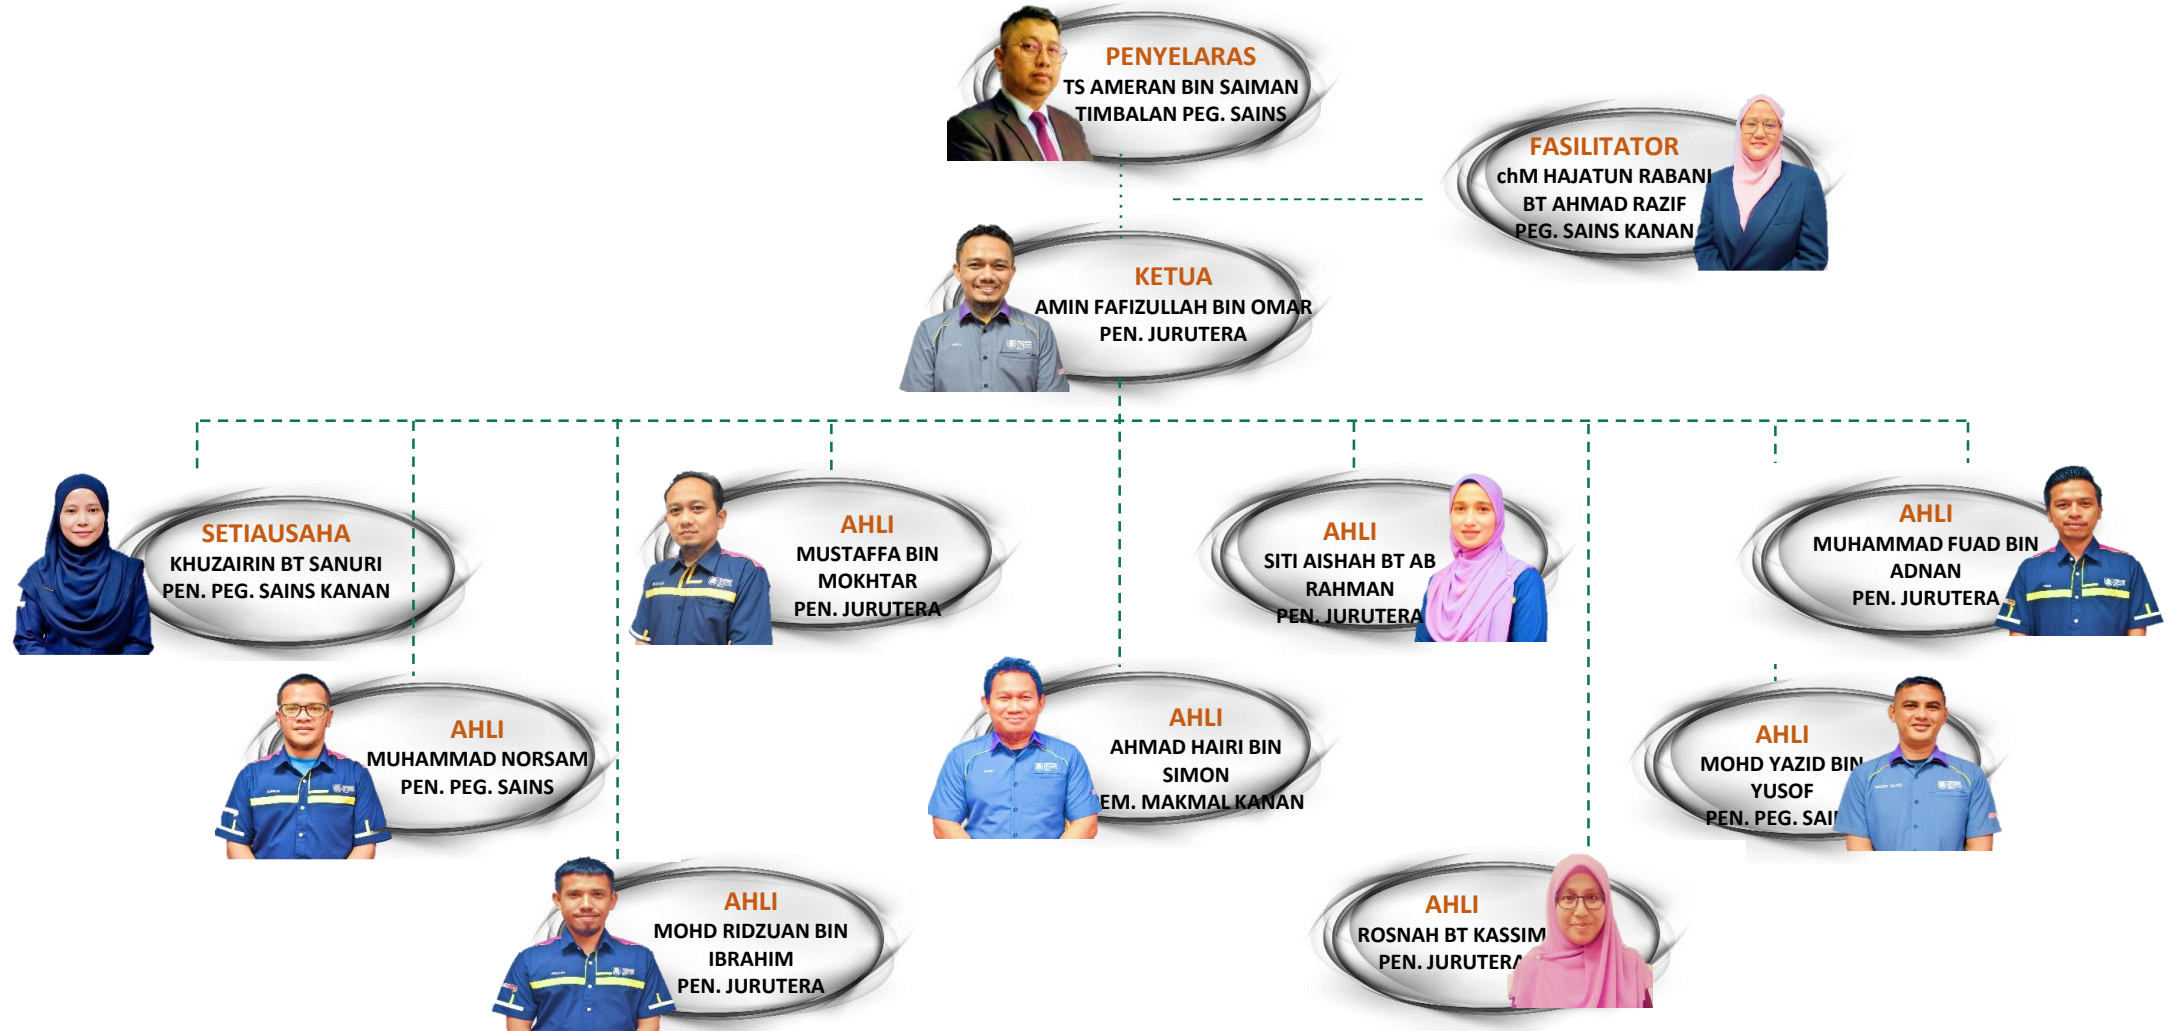 PENYELARAS
TS AMERAN BIN SAIMAN
TIMBALAN PEG. SAINS
FASILITATOR
chM HAJATUN RABANI
BT AHMAD RAZIF
PEG. SAINS KANAN
KETUA
AMIN FAFIZULLAH BIN OMAR
PEN. JURUTERA
SETIAUSAHA
KHUZAIRIN BT SANURI
PEN. PEG. SAINS KANAN
AHLI
MUSTAFFA BIN
MOKHTAR
PEN. JURUTERA
AHLI
SITI AISHAH BT AB
RAHMAN
PEN. JURUTERA
AHLI
MUHAMMAD FUAD BIN
ADNAN
PEN. JURUTERA
AHLI
MUHAMMAD NORSAM
PEN. PEG. SAINS
AHLI
AHMAD HAIRI BIN
SIMON
EM. MAKMAL KANAN
AHLI
MOHD YAZID BIN
YUSOF
PEN. PEG.
AHLI
MOHD RIDZUAN BIN
IBRAHIM
PEN. JURUTERA
AHLI
ROSNAH BT KASSIM
PEN. JURUTERA